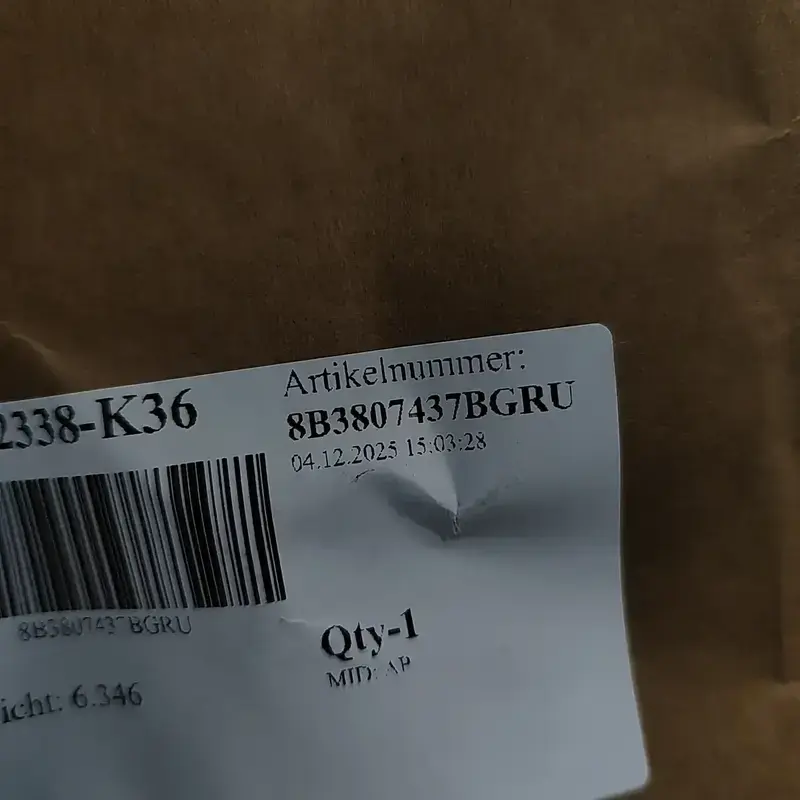 2338-K36
Artikelnummer:
8B3807437BGRU
04.12.2025 15:03:28
8B3807437BGRU
Qty-1
MID: AP
icht: 6.346